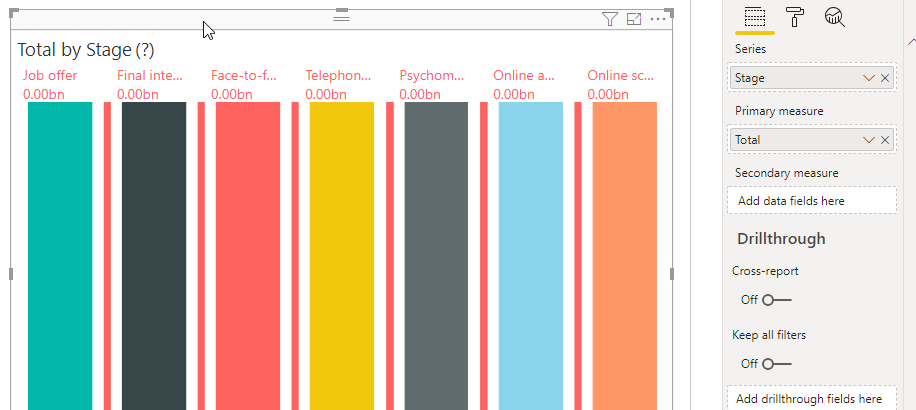 Total by Stage (?)
Job offer Final inte... Face-to-f... Telephon... Psychom... Online a... Online sc...
0.00bn 0.00bn 0.00bn 0.00bn 0.00bn 0.00bn 0.00bn
Series
Stage
Primary measure
Total
Secondary measure
Add data fields here
Drillthrough
Cross-report
Off
Keep all filters
Off
Add drillthrough fields here